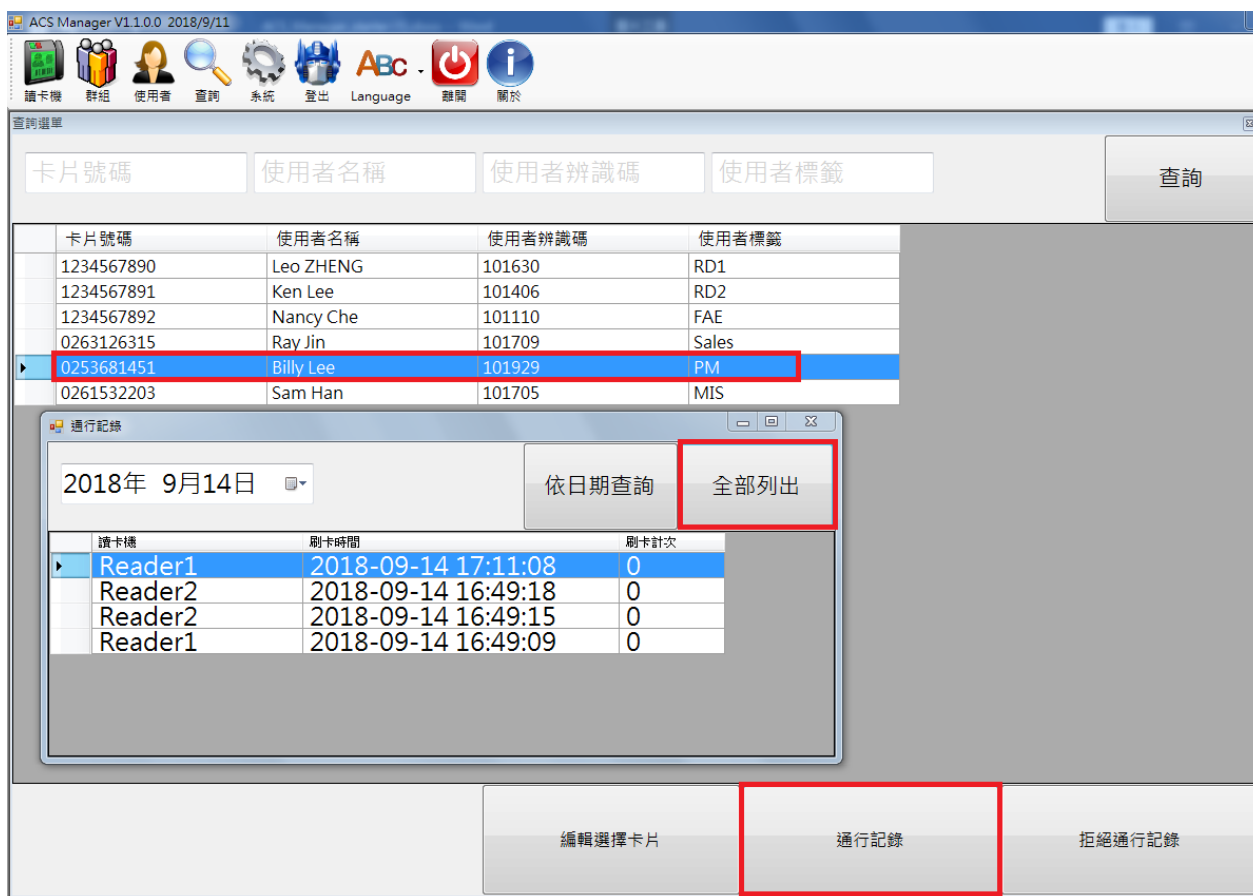 ACS Manager V1.1.0.0 2018/9/11
讀卡機 群組 使用者 查詢 系統 登出 ABC Language 離開 關於
查詢選單
卡片號碼 使用者名稱 使用者辨識碼 使用者標籤 查詢
卡片號碼 使用者名稱 使用者辨識碼 使用者標籤
1234567890 Leo ZHENG 101630 RD1
1234567891 Ken Lee 101406 RD2
1234567892 Nancy Che 101110 FAE
0263126315 Ray Jin 101709 Sales
0253681451 Billy Lee 101929 PM
0261532203 Sam Han 101705 MIS
通行記錄
2018年 9月14日 依日期查詢 全部列出
讀卡機 刷卡時間 刷卡計次
Reader1 2018-09-14 17:11:08 0
Reader2 2018-09-14 16:49:18 0
Reader2 2018-09-14 16:49:15 0
Reader1 2018-09-14 16:49:09 0
編輯選擇卡片 通行記錄 拒絕通行記錄